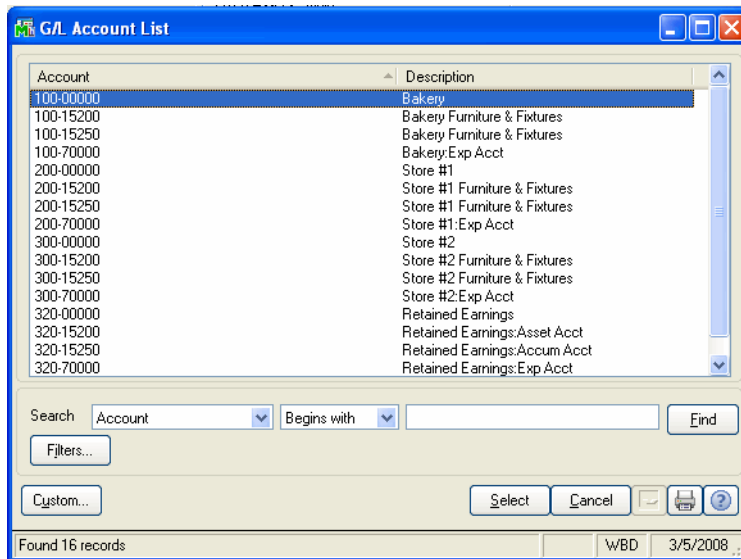 G/L Account List
Account Description
100-00000 Bakery
100-15200 Bakery Furniture & Fixtures
100-15250 Bakery Furniture & Fixtures
100-70000 Bakery:Exp Acct
200-00000 Store #1
200-15200 Store #1 Furniture & Fixtures
200-15250 Store #1 Furniture & Fixtures
200-70000 Store #1:Exp Acct
300-00000 Store #2
300-15200 Store #2 Furniture & Fixtures
300-15250 Store #2 Furniture & Fixtures
300-70000 Store #2:Exp Acct
320-00000 Retained Earnings
320-15200 Retained Earnings:Asset Acct
320-15250 Retained Earnings:Accum Acct
320-70000 Retained Earnings:Exp Acct
Search Account Begins with Find
Filters...
Custom... Select Cancel
Found 16 records WBD 3/5/2008